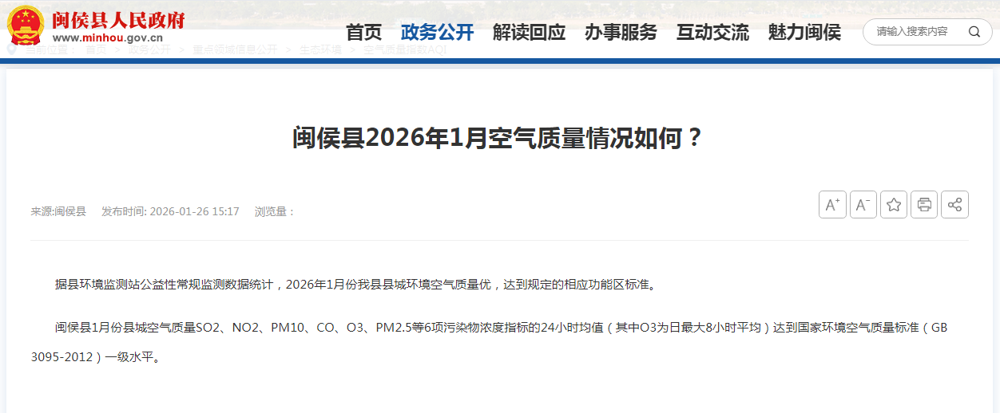 闽侯县人民政府
www.minhou.gov.cn
首页 政务公开 解读回应 办事服务 互动交流 魅力闽侯
请输入搜索内容
当前位置： 首页 > 政务公开 > 重点领域信息公开 > 生态环境 > 空气质量指数AQI
闽侯县2026年1月空气质量情况如何？
来源:闽侯县 发布时间: 2026-01-26 15:17 浏览量：
A+ A-
据县环境监测站公益性常规监测数据统计，2026年1月份我县县城环境空气质量优，达到规定的相应功能区标准。
闽侯县1月份县城空气质量SO2、NO2、PM10、CO、O3、PM2.5等6项污染物浓度指标的24小时均值（其中O3为日最大8小时平均）达到国家环境空气质量标准（GB
3095-2012）一级水平。